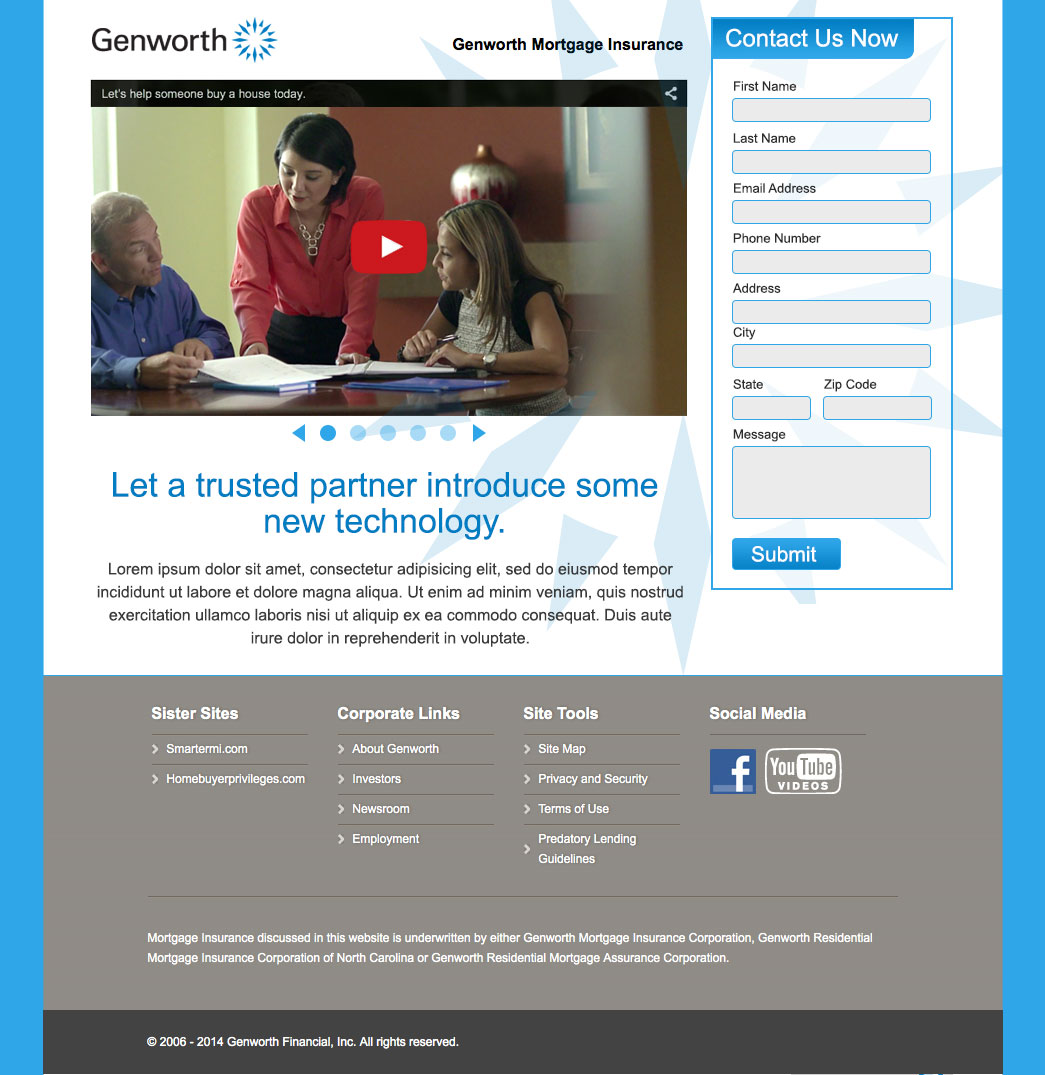 Genworth
Genworth Mortgage Insurance
Let's help someone buy a house today.
Let a trusted partner introduce some
new technology.
Lorem ipsum dolor sit amet, consectetur adipisicing elit, sed do eiusmod tempor
incididunt ut labore et dolore magna aliqua. Ut enim ad minim veniam, quis nostrud
exercitation ullamco laboris nisi ut aliquip ex ea commodo consequat. Duis aute
irure dolor in reprehenderit in voluptate.
Contact Us Now
First Name
Last Name
Email Address
Phone Number
Address
City
State Zip Code
Message
Submit
Sister Sites
Smartermi.com
Homebuyerprivileges.com
Corporate Links
About Genworth
Investors
Newsroom
Employment
Site Tools
Site Map
Privacy and Security
Terms of Use
Predatory Lending
Guidelines
Social Media
f
YouTube
VIDEOS
Mortgage Insurance discussed in this website is underwritten by either Genworth Mortgage Insurance Corporation, Genworth Residential
Mortgage Insurance Corporation of North Carolina or Genworth Residential Mortgage Assurance Corporation.
© 2006 - 2014 Genworth Financial, Inc. All rights reserved.